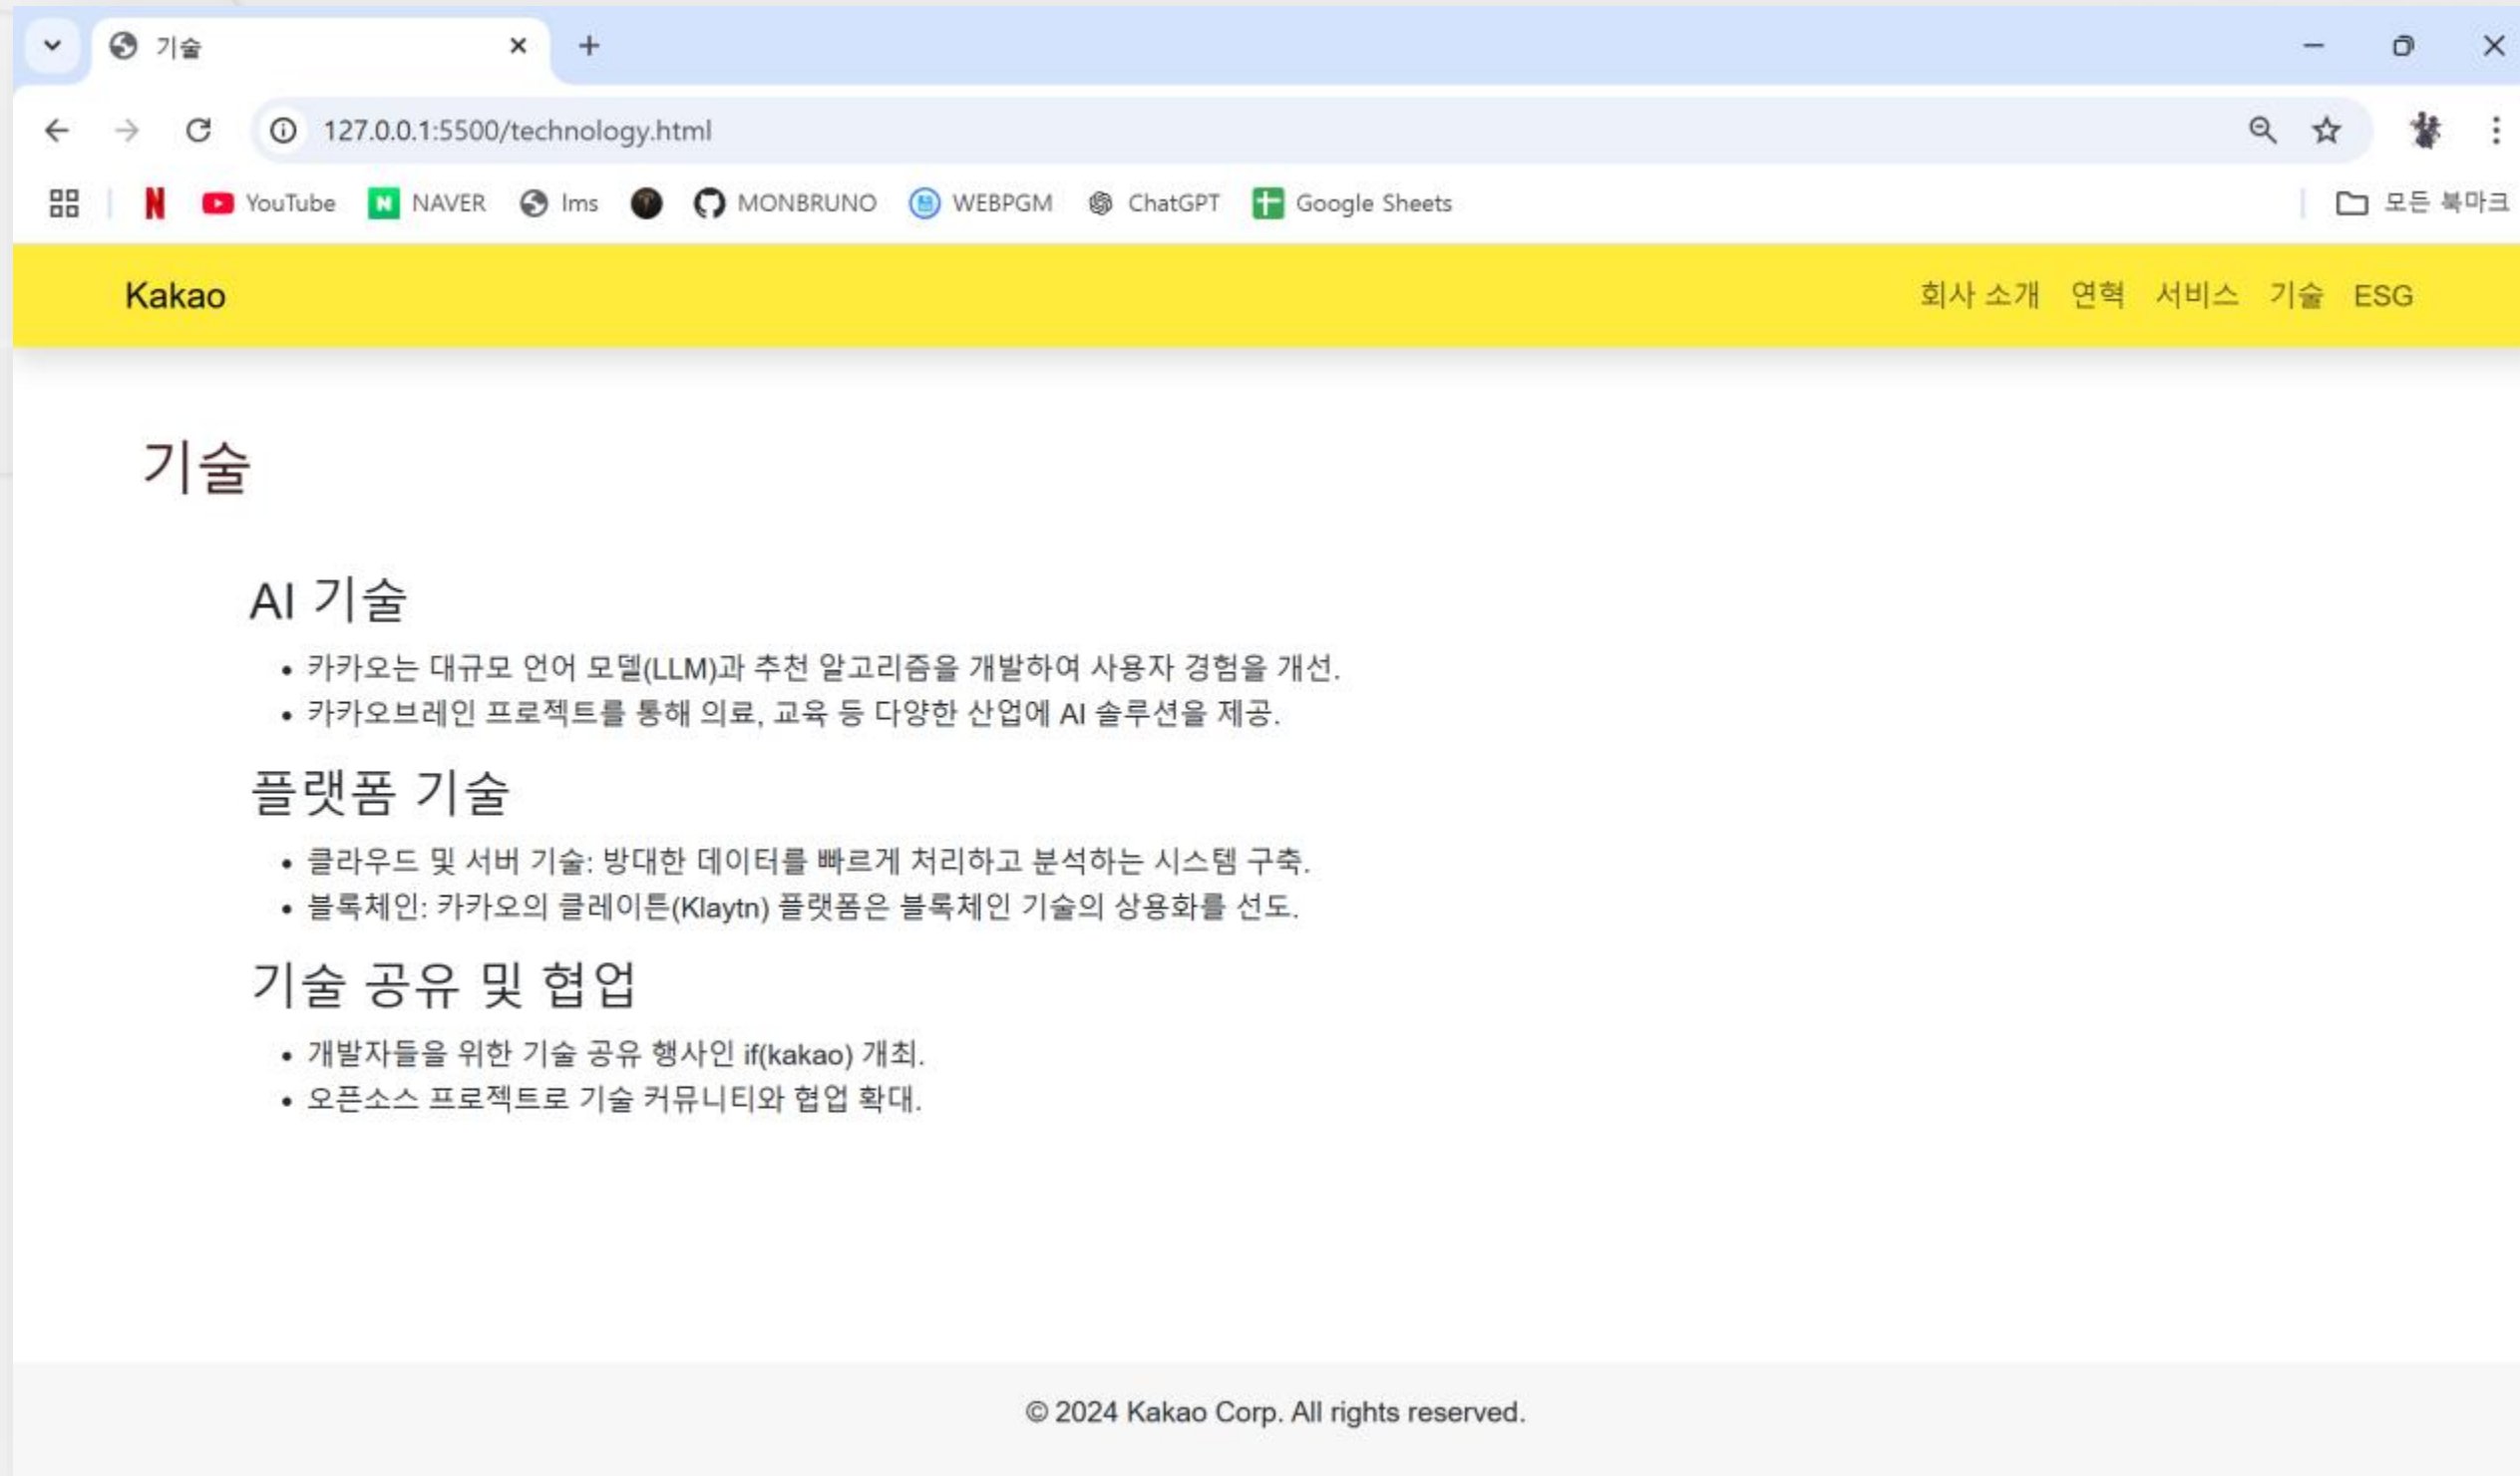 기술
127.0.0.1:5500/technology.html
YouTube NAVER lms MONBRUNO WEBPGM ChatGPT Google Sheets 모든 북마크
Kakao 회사 소개 연혁 서비스 기술 ESG
기술
AI 기술
• 카카오는 대규모 언어 모델(LLM)과 추천 알고리즘을 개발하여 사용자 경험을 개선.
• 카카오브레인 프로젝트를 통해 의료, 교육 등 다양한 산업에 AI 솔루션을 제공.
플랫폼 기술
• 클라우드 및 서버 기술: 방대한 데이터를 빠르게 처리하고 분석하는 시스템 구축.
• 블록체인: 카카오의 클레이튼(Klaytn) 플랫폼은 블록체인 기술의 상용화를 선도.
기술 공유 및 협업
• 개발자들을 위한 기술 공유 행사인 if(kakao) 개최.
• 오픈소스 프로젝트로 기술 커뮤니티와 협업 확대.
© 2024 Kakao Corp. All rights reserved.